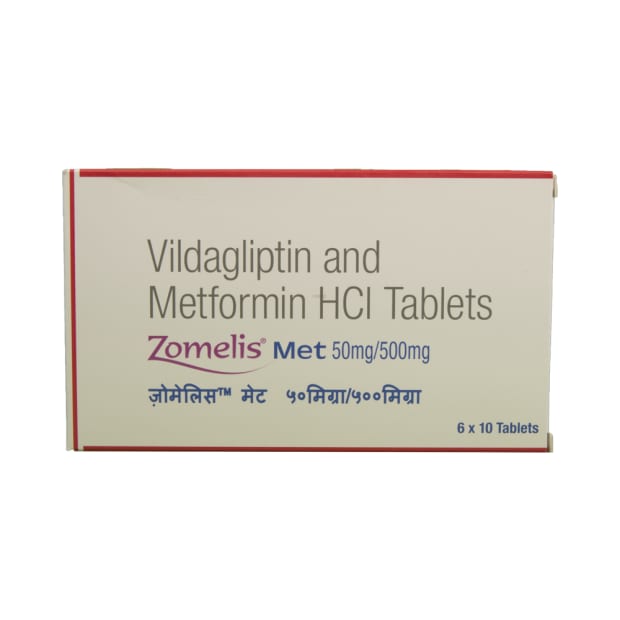 Vildagliptin and
Metformin HCl Tablets
Zomelis® Met 50mg/500mg
ज़ोमेलिस™ मेट ५०मिग्रा/५००मिग्रा
6 x 10 Tablets